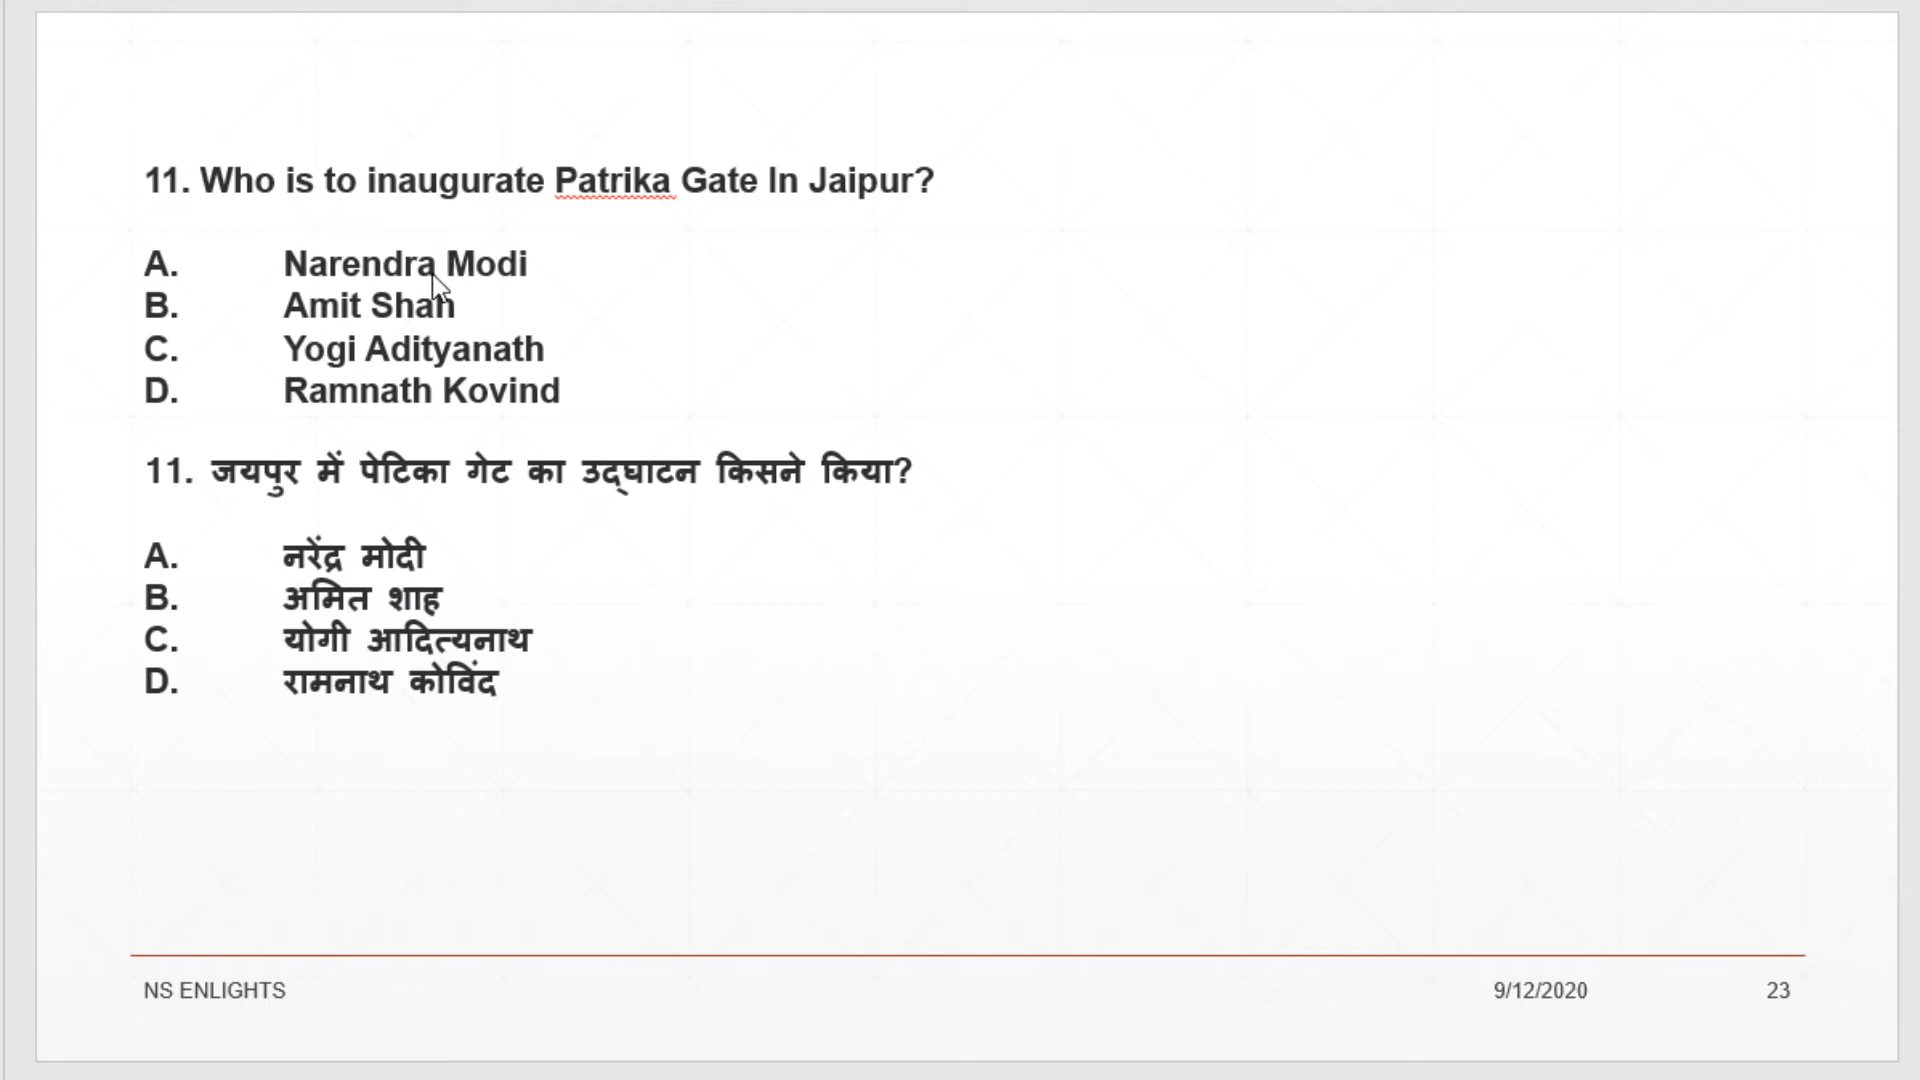 11. Who is to inaugurate Patrika Gate In Jaipur?
A. Narendra Modi
B. Amit Shah
C. Yogi Adityanath
D. Ramnath Kovind
11. जयपुर में पेटिका गेट का उद्घाटन किसने किया?
A. नरेंद्र मोदी
B. अमित शाह
C. योगी आदित्यनाथ
D. रामनाथ कोविंद
NS ENLIGHTS 9/12/2020 23